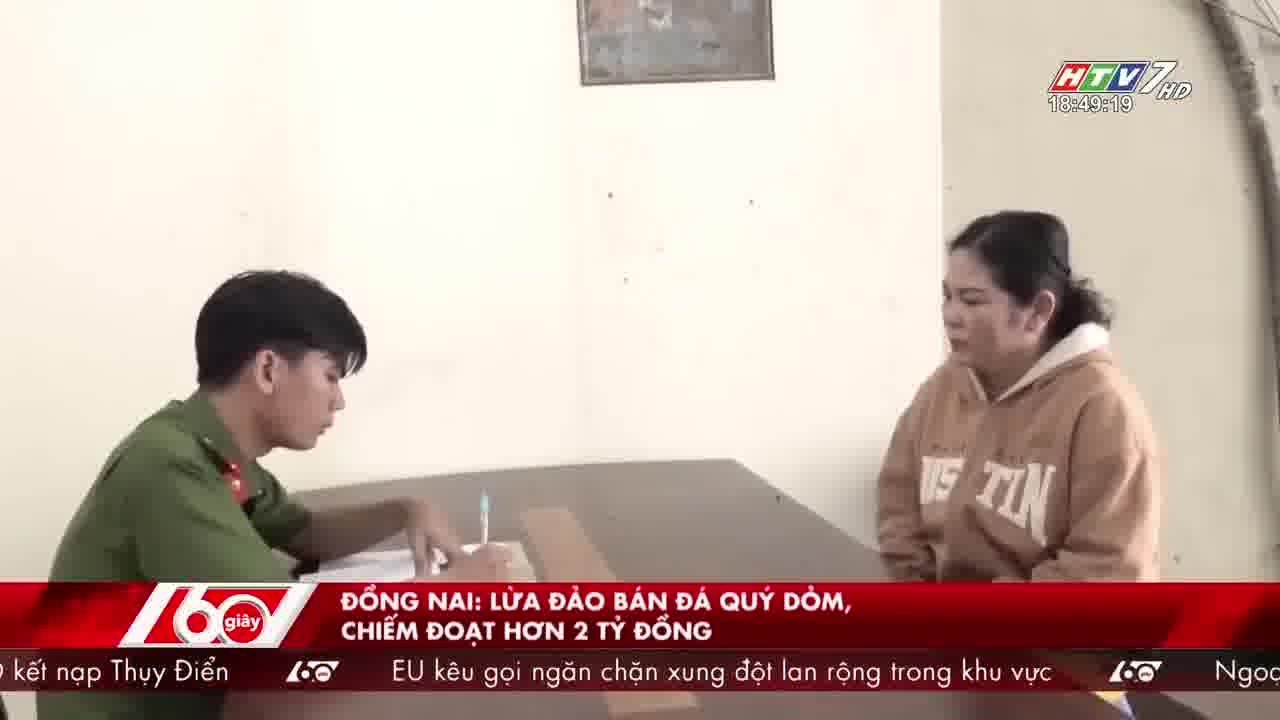 HTV7 HD
18:49:19
USTIN
60 giây
ĐỒNG NAI: LỪA ĐẢO BÁN ĐÁ QUÝ DỎM,
CHIẾM ĐOẠT HƠN 2 TỶ ĐỒNG
kết nạp Thụy Điển 60 EU kêu gọi ngăn chặn xung đột lan rộng trong khu vực 60 Ngoạ